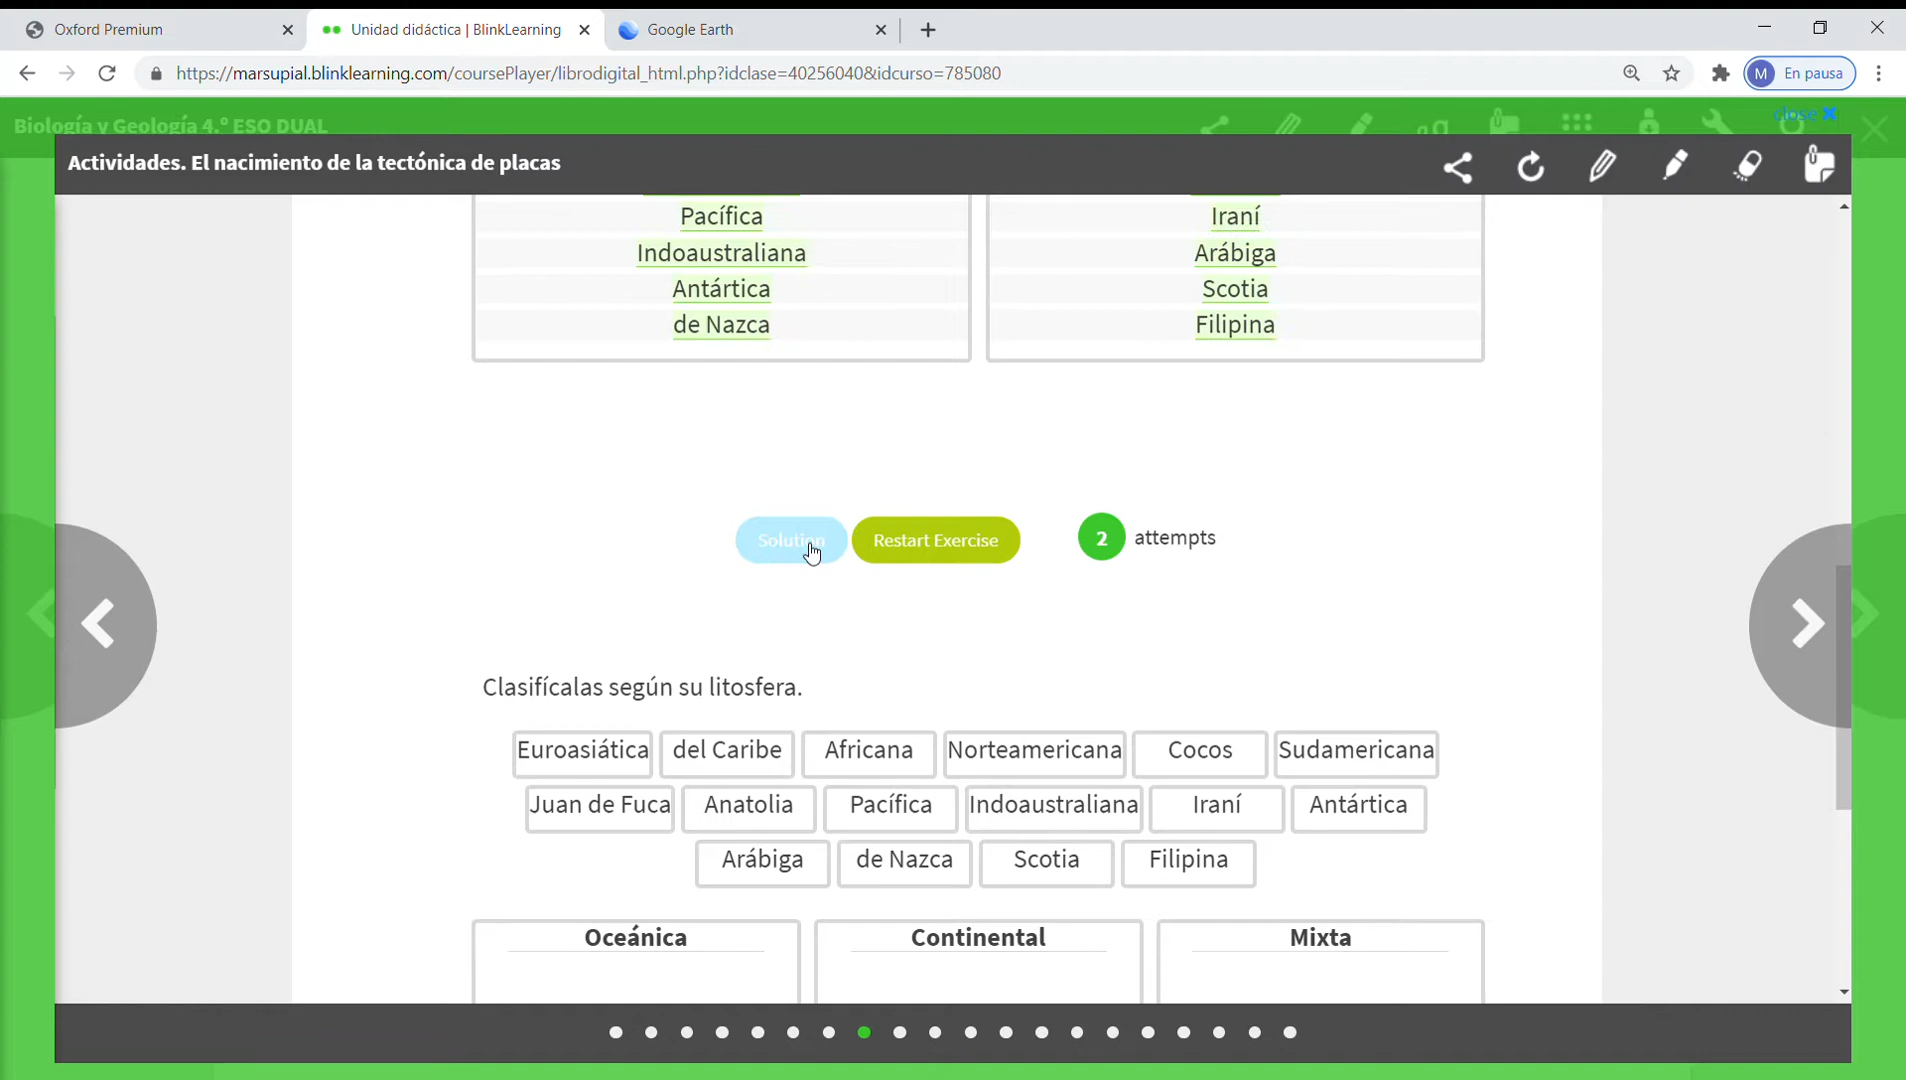 Oxford Premium
Unidad didáctica | BlinkLearning
Google Earth
https://marsupial.blinklearning.com/coursePlayer/librodigital_html.php?idclase=40256040&idcurso=785080
M En pausa
Biología y Geología 4.º ESO DUAL
close
Actividades. El nacimiento de la tectónica de placas
Pacífica
Indoaustraliana
Antártica
de Nazca
Iraní
Arábiga
Scotia
Filipina
Solution Restart Exercise 2 attempts
Clasifícalas según su litosfera.
Euroasiática del Caribe Africana Norteamericana Cocos Sudamericana
Juan de Fuca Anatolia Pacífica Indoaustraliana Iraní Antártica
Arábiga de Nazca Scotia Filipina
Oceánica Continental Mixta